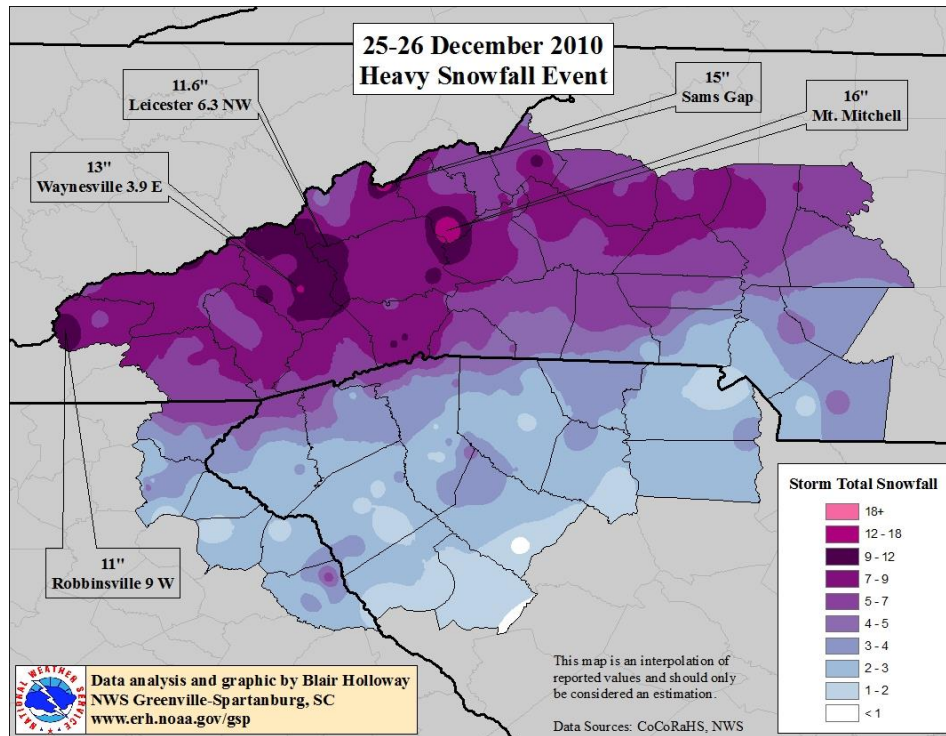 25-26 December 2010
Heavy Snowfall Event
11.6"
Leicester 6.3 NW
15"
Sams Gap
16"
Mt. Mitchell
13"
Waynesville 3.9 E
11"
Robbinsville 9 W
Storm Total Snowfall
18+
12 - 18
9 - 12
7 - 9
5 - 7
4 - 5
3 - 4
2 - 3
1 - 2
< 1
NATIONAL WEATHER SERVICE
Data analysis and graphic by Blair Holloway
NWS Greenville-Spartanburg, SC
www.erh.noaa.gov/gsp
This map is an interpolation of
reported values and should only
be considered an estimation.
Data Sources: CoCoRaHS, NWS